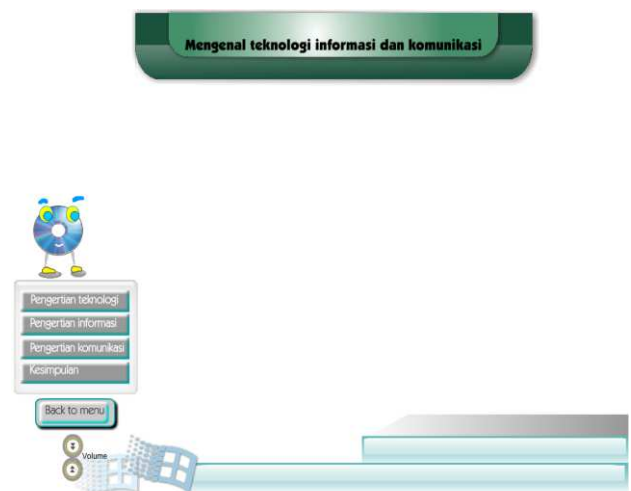 Mengenal teknologi informasi dan komunikasi
Pengertian teknologi
Pengertian informasi
Pengertian komunikasi
Kesimpulan
Back to menu
Volume